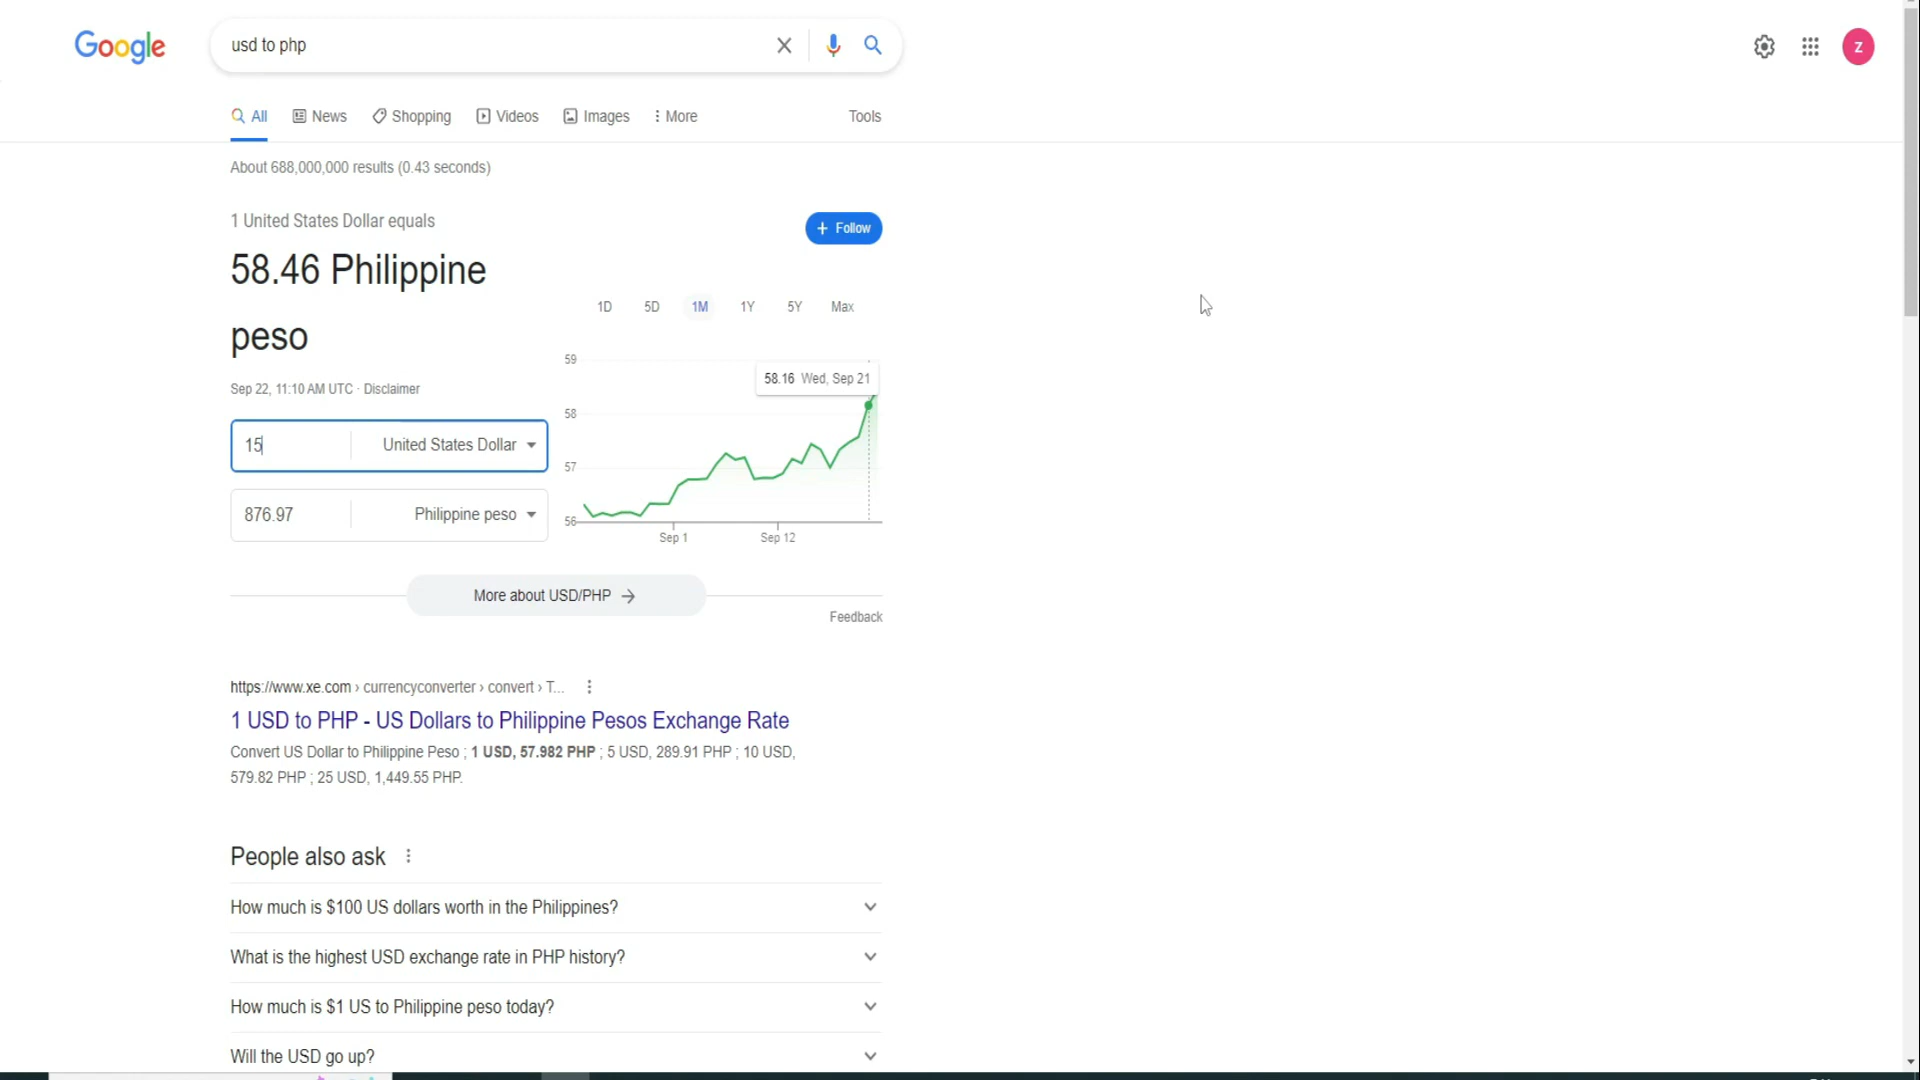 Google
usd to php
Z
All
News
Shopping
Videos
Images
More
Tools
About 688,000,000 results (0.43 seconds)
1 United States Dollar equals
+ Follow
58.46 Philippine
peso
Sep 22, 11:10 AM UTC · Disclaimer
1D 5D 1M 1Y 5Y Max
15
United States Dollar
876.97
Philippine peso
59
58.16 Wed, Sep 21
58
57
56
Sep 1
Sep 12
More about USD/PHP
Feedback
https://www.xe.com › currencyconverter › convert › T...
1 USD to PHP - US Dollars to Philippine Pesos Exchange Rate
Convert US Dollar to Philippine Peso ; 1 USD, 57.982 PHP ; 5 USD, 289.91 PHP ; 10 USD,
579.82 PHP ; 25 USD, 1,449.55 PHP.
People also ask
How much is $100 US dollars worth in the Philippines?
What is the highest USD exchange rate in PHP history?
How much is $1 US to Philippine peso today?
Will the USD go up?